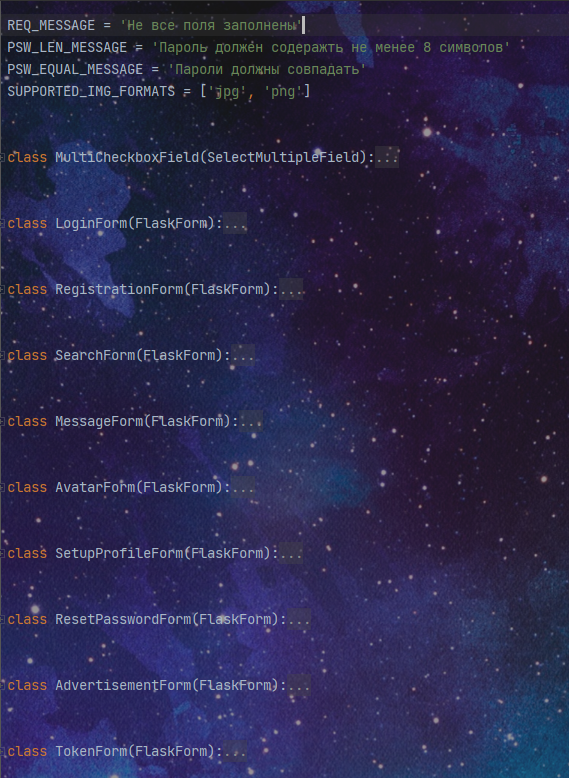 REQ_MESSAGE = 'Не все поля заполнены'
PSW_LEN_MESSAGE = 'Пароль должен содеражть не менее 8 символов'
PSW_EQUAL_MESSAGE = 'Пароли должны совпадать'
SUPPORTED_IMG_FORMATS = ['jpg', 'png']
class MultiCheckboxField(SelectMultipleField):...
class LoginForm(FlaskForm):...
class RegistrationForm(FlaskForm):...
class SearchForm(FlaskForm):...
class MessageForm(FlaskForm):...
class AvatarForm(FlaskForm):...
class SetupProfileForm(FlaskForm):...
class ResetPasswordForm(FlaskForm):...
class AdvertisementForm(FlaskForm):...
class TokenForm(FlaskForm):...